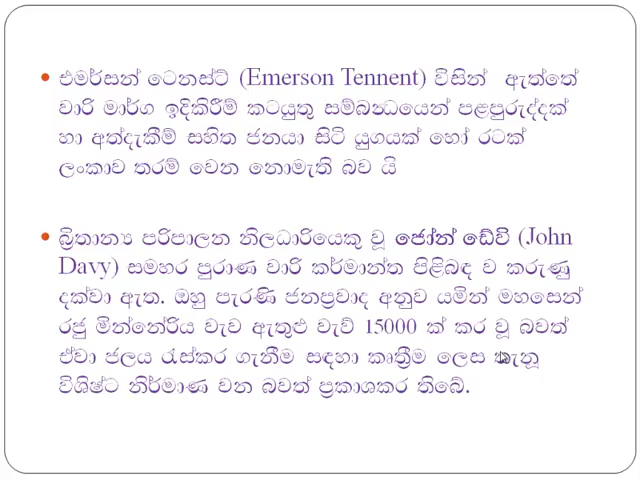 එමර්සන් ටෙනස්ට් (Emerson Tennent) විසින් ඇත්තේ
වාරි මාර්ග ඉදිකිරීම් කටයුතු සම්බන්ධයෙන් පළපුරුද්දක්
හා අත්දැකීම් සහිත ජනයා සිටි යුගයක් හෝ රටක්
ලංකාව තරම් වෙන නොමැති බව යි
බ්‍රිතාන්‍ය පරිපාලන නිලධාරියෙකු වූ ජෝන් ඩේවි (John
Davy) සමහර පුරාණ වාරි කර්මාන්ත පිළිබඳ ව කරුණු
දක්වා ඇත. ඔහු පැරණි ජනප්‍රවාද අනුව යමින් මහසෙන්
රජු මින්නේරිය වැව ඇතුළු වැව් 15000 ක් කර වූ බවත්
ඒවා ජලය රැස්කර ගැනීම සඳහා කෘත්‍රීම ලෙස කැනූ
විශිෂ්ට නිර්මාණ වන බවත් ප්‍රකාශකර තිබේ.